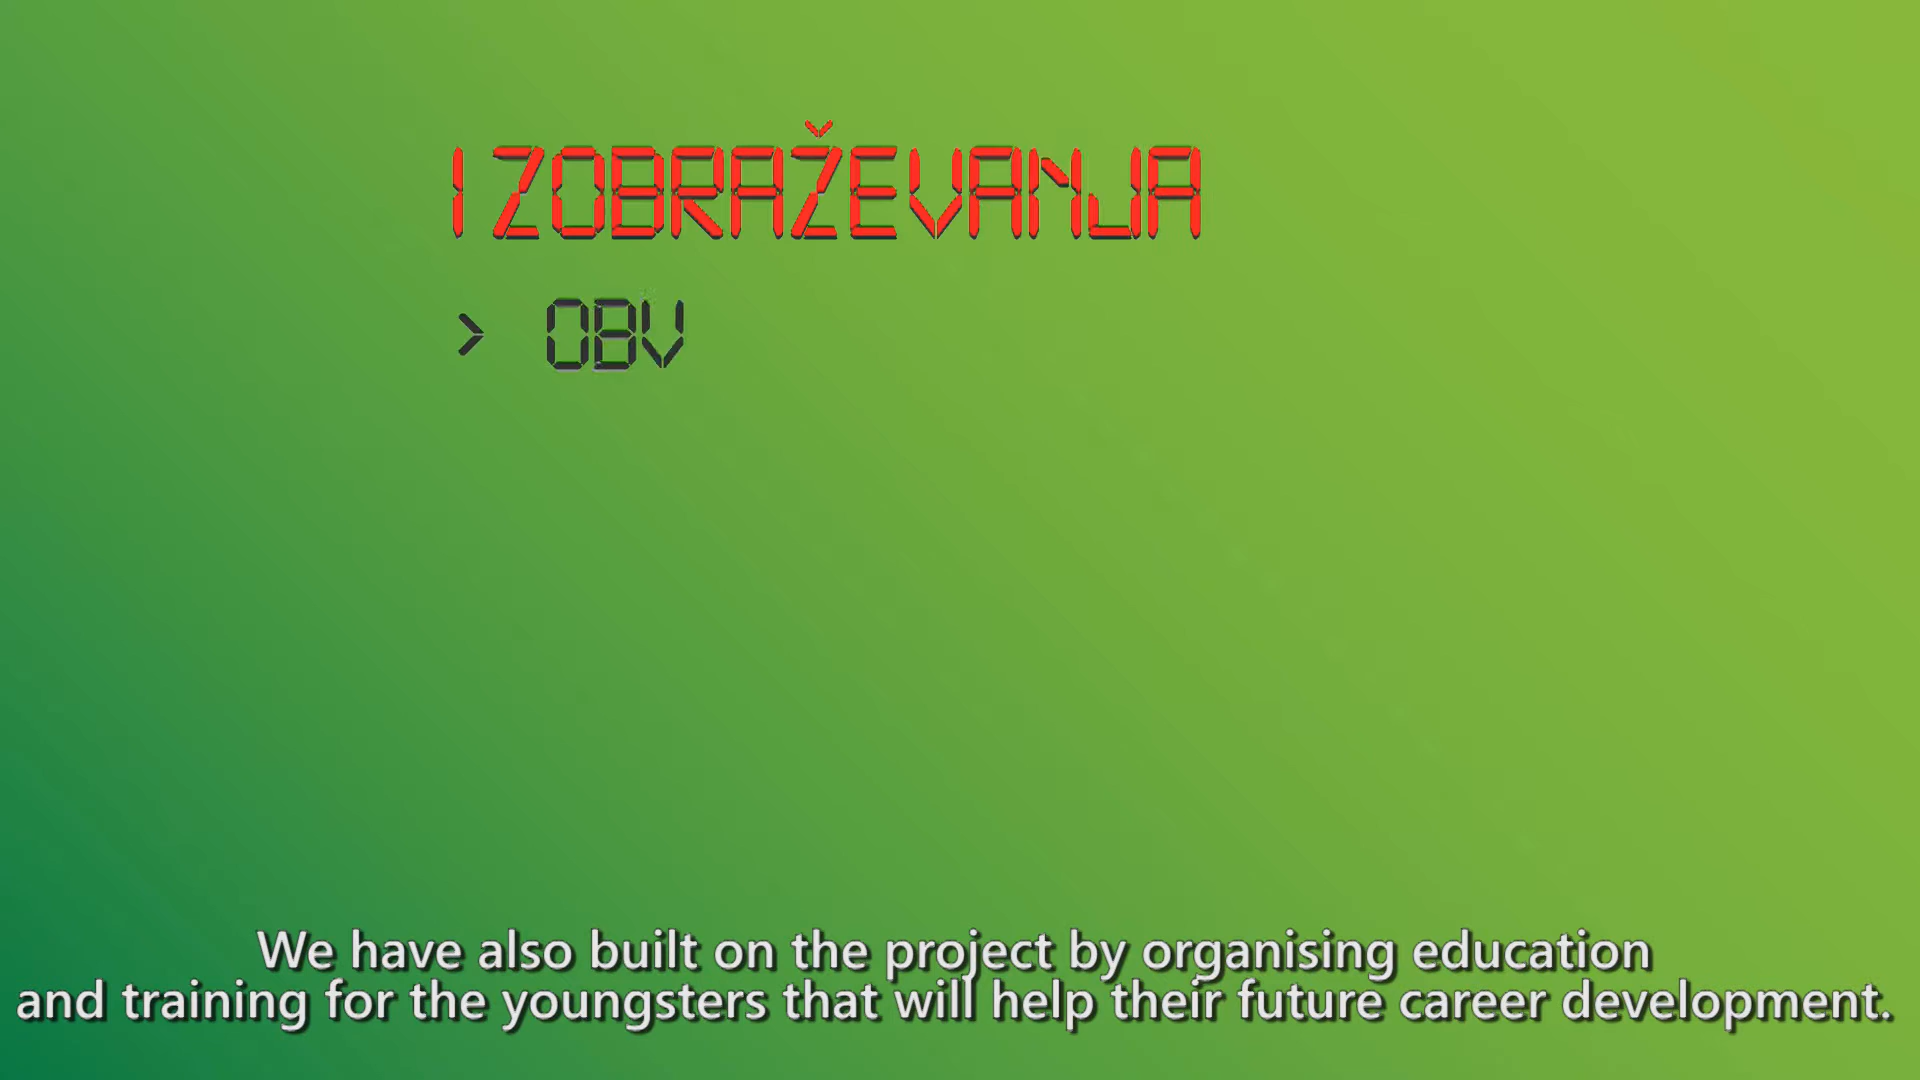 IZOBRAŽEVANJA
> OBV
We have also built on the project by organising education
and training for the youngsters that will help their future career development.